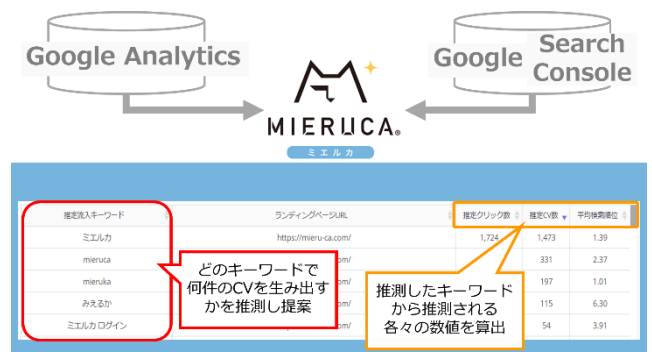 Google Analytics
Google Search Console
MIERUCA®
ミエルカ
推定流入キーワード ランディングページURL 推定クリック数 推定CV数 平均検索順位
ミエルカ https://mieru-ca.com/ 1,724 1,473 1.39
mieruca om/ 331 2.37
mieruka om/ 197 1.01
みえるか om/ 115 6.30
ミエルカ ログイン om/ 54 3.91
どのキーワードで
何件のCVを生み出す
かを推測し提案
推測したキーワード
から推測される
各々の数値を算出